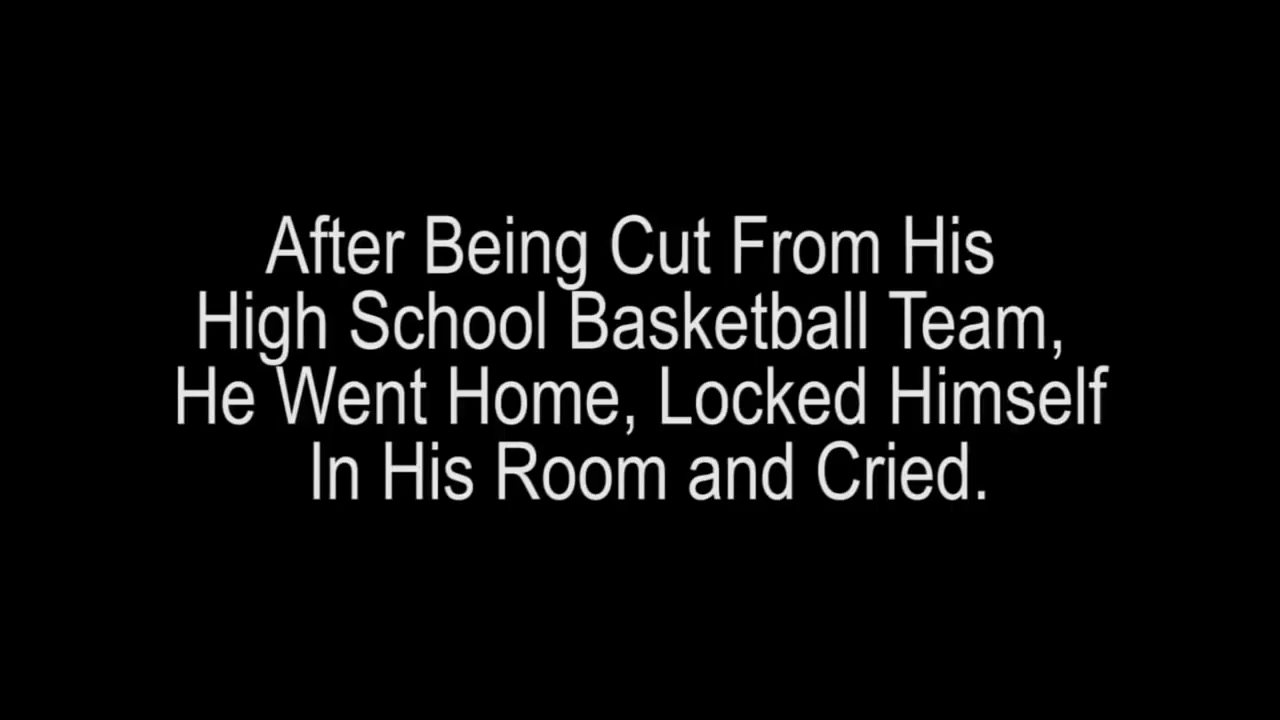 After Being Cut From His
High School Basketball Team,
He Went Home, Locked Himself
In His Room and Cried.